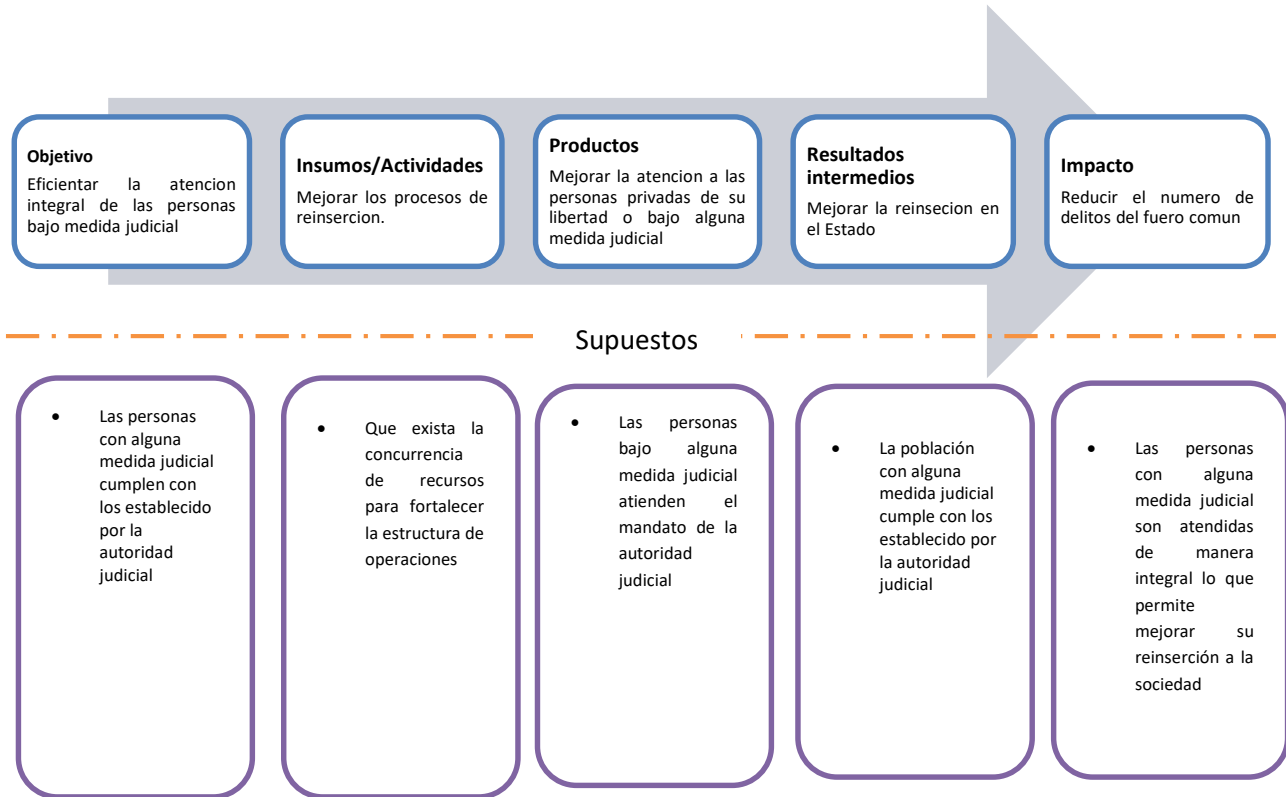 Objetivo
Eficientar la atencion
integral de las personas
bajo medida judicial
Insumos/Actividades
Mejorar los procesos de
reinsercion.
Productos
Mejorar la atencion a las
personas privadas de su
libertad o bajo alguna
medida judicial
Resultados
intermedios
Mejorar la reinsecion en
el Estado
Impacto
Reducir el numero de
delitos del fuero comun
Supuestos
• Las personas
con alguna
medida judicial
cumplen con
los establecido
por la
autoridad
judicial
• Que exista la
concurrencia
de recursos
para fortalecer
la estructura de
operaciones
• Las personas
bajo alguna
medida judicial
atienden el
mandato de la
autoridad
judicial
• La población
con alguna
medida judicial
cumple con los
establecido por
la autoridad
judicial
• Las personas
con alguna
medida judicial
son atendidas
de manera
integral lo que
permite
mejorar su
reinserción a la
sociedad